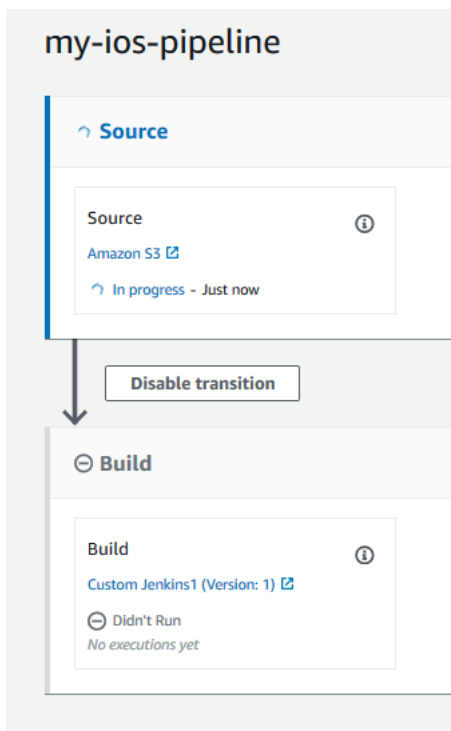 my-ios-pipeline
Source
Source
Amazon S3
In progress - Just now
Disable transition
Build
Build
Custom Jenkins1 (Version: 1)
Didn't Run
No executions yet